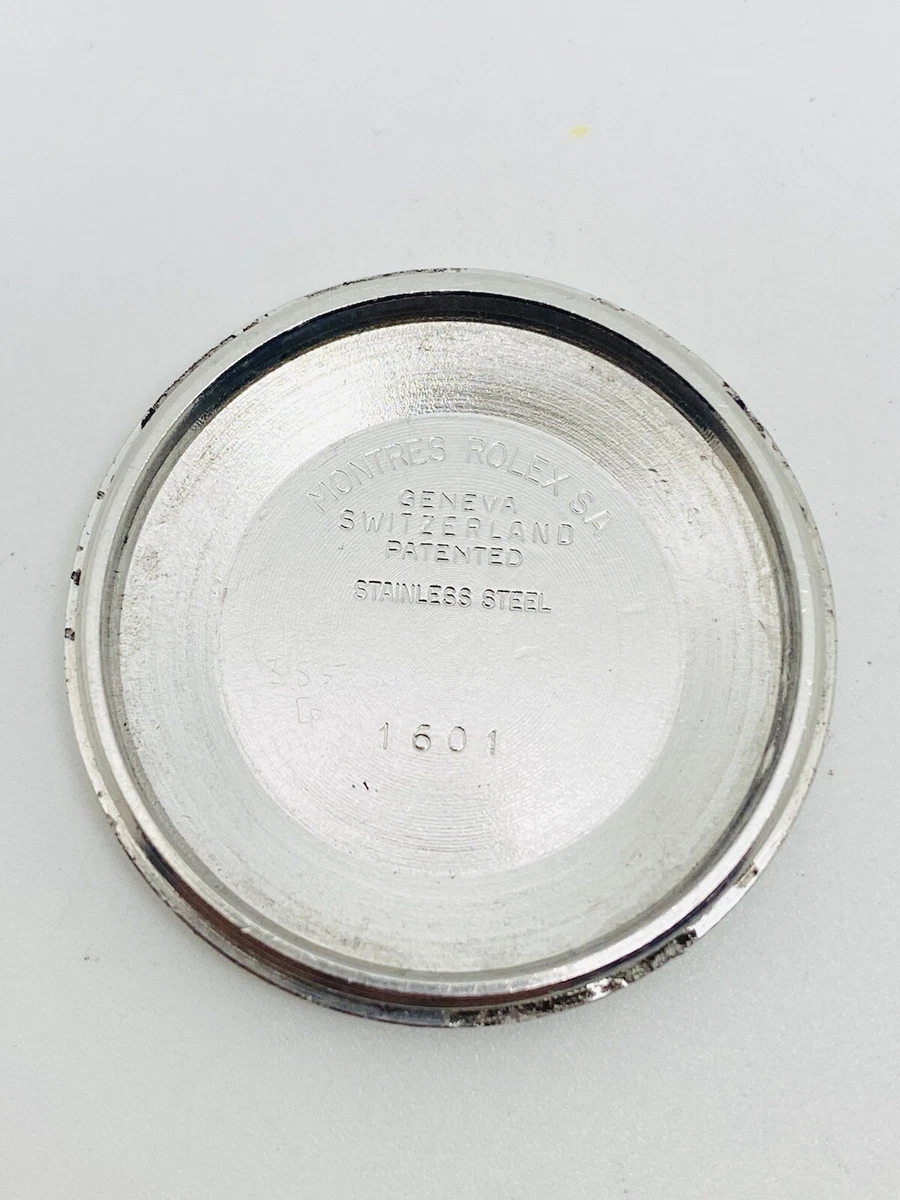 MONTRES ROLEX SA
GENEVA
SWITZERLAND
PATENTED
STAINLESS STEEL
1601